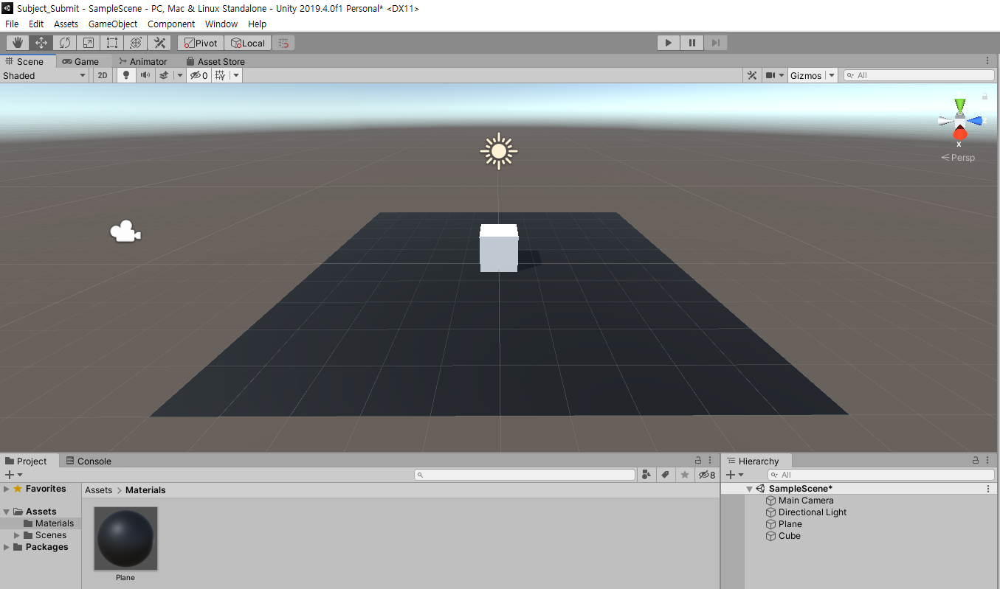 Subject_Submit - SampleScene - PC, Mac & Linux Standalone - Unity 2019.4.0f1 Personal* <DX11>
File Edit Assets GameObject Component Window Help
Pivot Local
Scene Game Animator Asset Store
Shaded 2D 0 Gizmos All
z
x
Persp
Project Console
Hierarchy
8
All
Favorites
Assets > Materials
SampleScene*
Main Camera
Assets
Directional Light
Materials
Plane
Scenes
Cube
Packages
Plane